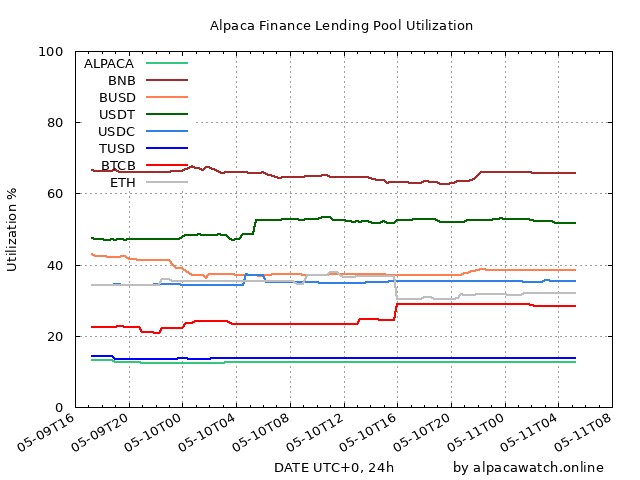 Alpaca Finance Lending Pool Utilization
100
80
60
40
20
0
Utilization %
ALPACA
BNB
BUSD
USDT
USDC
TUSD
BTCB
ETH
05-09T16
05-09T20
05-10T00
05-10T04
05-10T08
05-10T12
05-10T16
05-10T20
05-11T00
05-11T04
05-11T08
DATE UTC+0, 24h
by alpacawatch.online